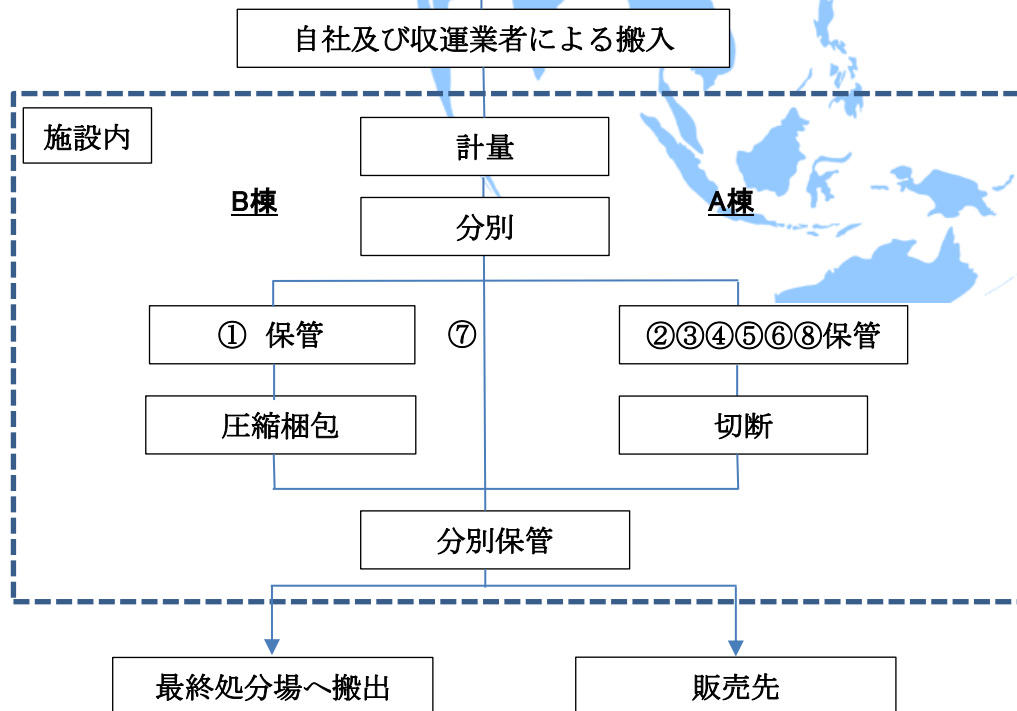 自社及び収運業者による搬入
施設内
計量
B棟
A棟
分別
① 保管
⑦
②③④⑤⑥⑧保管
圧縮梱包
切断
分別保管
最終処分場へ搬出
販売先